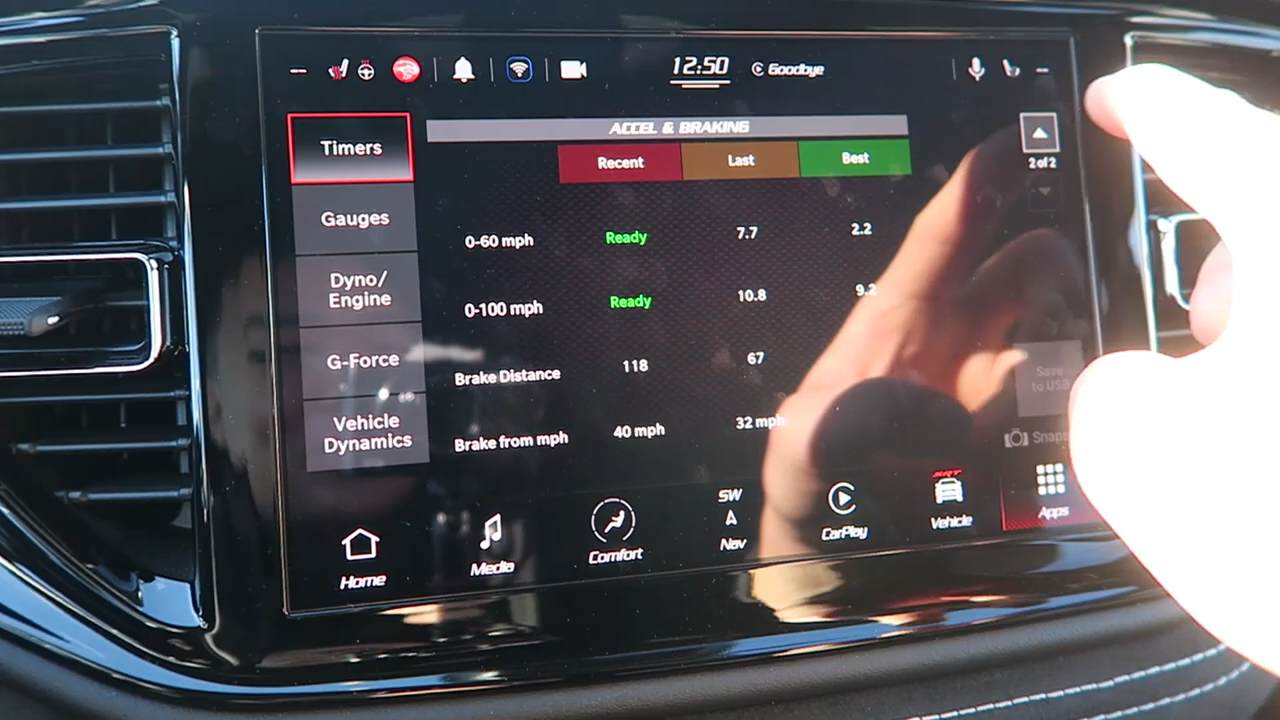 12:50 Goodbye
ACCEL & BRAKING
Recent Last Best
Timers
Gauges
Dyno/
Engine
G-Force
Vehicle
Dynamics
0-60 mph Ready 7.7 2.2
0-100 mph Ready 10.8 9.2
Brake Distance 118 67
Brake from mph 40 mph 32 mph
2 of 2
Save
to USB
Snaps
Home
Media
Comfort
SW
Nav
CarPlay
SRT
Vehicle
Apps